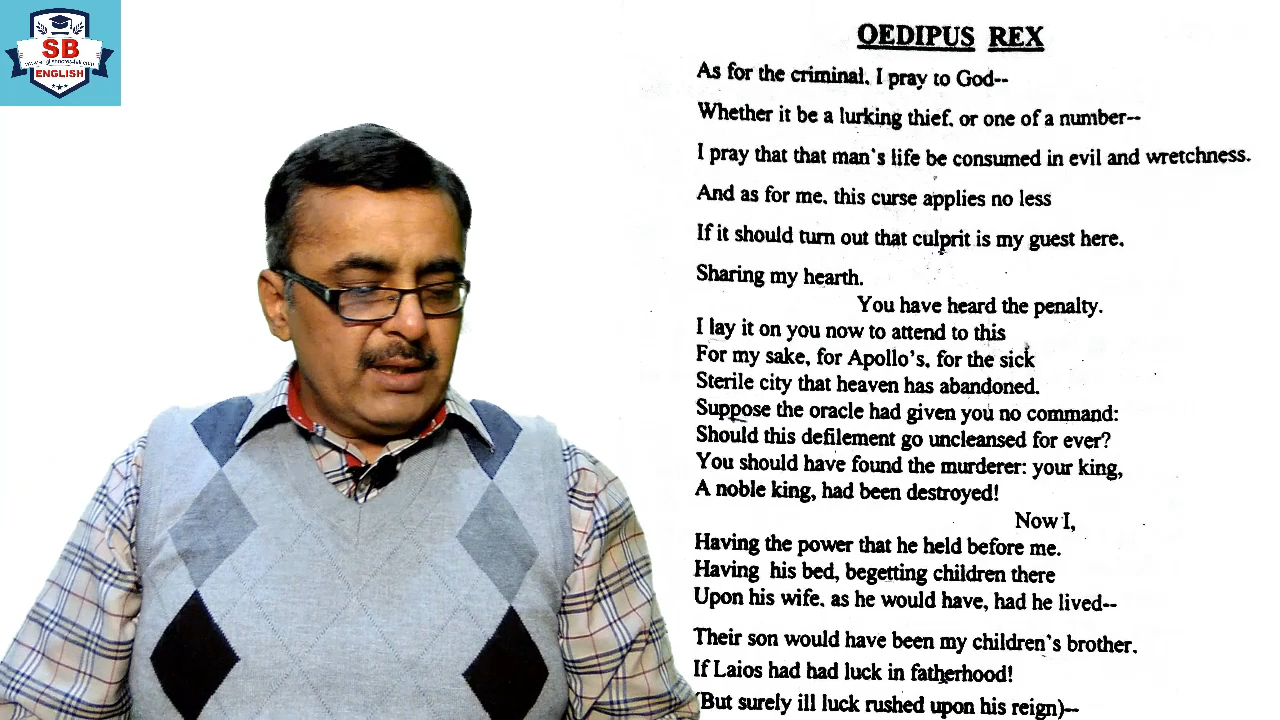 SB
ENGLISH
OEDIPUS REX
As for the criminal, I pray to God--
Whether it be a lurking thief, or one of a number--
I pray that that man's life be consumed in evil and wretchness.
And as for me, this curse applies no less
If it should turn out that culprit is my guest here,
Sharing my hearth.
You have heard the penalty.
I lay it on you now to attend to this
For my sake, for Apollo's, for the sick
Sterile city that heaven has abandoned.
Suppose the oracle had given you no command:
Should this defilement go uncleansed for ever?
You should have found the murderer: your king,
A noble king, had been destroyed!
Now I,
Having the power that he held before me.
Having his bed, begetting children there
Upon his wife, as he would have, had he lived--
Their son would have been my children's brother.
If Laios had had luck in fatherhood!
(But surely ill luck rushed upon his reign)--